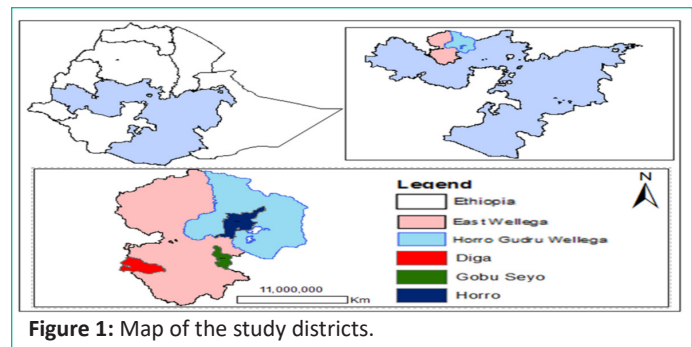 Legend
N
Ethiopia
East Wellega
Horro Gudru Wellega
Diga
Gobu Seyo
Horro
11,000,000
Km
Figure 1: Map of the study districts.